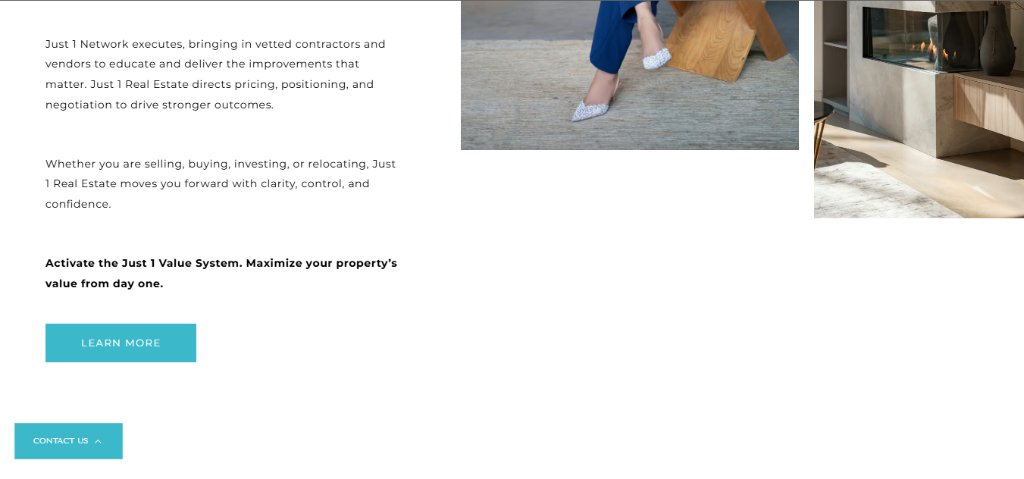 Just 1 Network executes, bringing in vetted contractors and
vendors to educate and deliver the improvements that
matter. Just 1 Real Estate directs pricing, positioning, and
negotiation to drive stronger outcomes.
Whether you are selling, buying, investing, or relocating, Just
1 Real Estate moves you forward with clarity, control, and
confidence.
Activate the Just 1 Value System. Maximize your property’s
value from day one.
LEARN MORE
CONTACT US